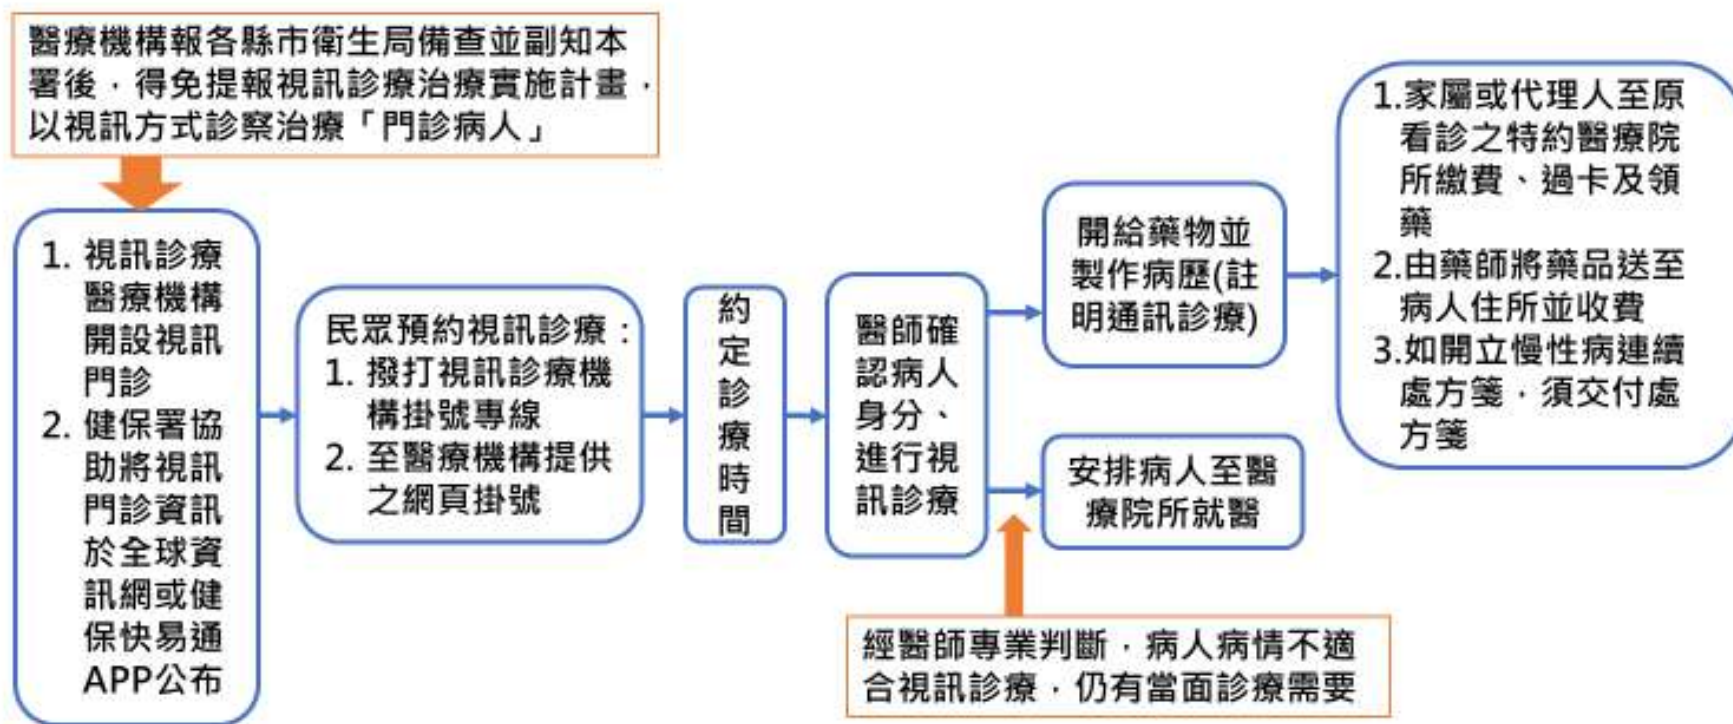 醫療機構報各縣市衛生局備查並副知本
署後，得免提報視訊診療治療實施計畫，
以視訊方式診察治療「門診病人」
1. 視訊診療
醫療機構
開設視訊
門診
2. 健保署協
助將視訊
門診資訊
於全球資
訊網或健
保快易通
APP公布
民眾預約視訊診療：
1. 撥打視訊診療機
構掛號專線
2. 至醫療機構提供
之網頁掛號
約
定
診
療
時
間
醫師確
認病人
身分、
進行視
訊診療
開給藥物並
製作病歷(註
明通訊診療)
1.家屬或代理人至原
看診之特約醫療院
所繳費、過卡及領
藥
2.由藥師將藥品送至
病人住所並收費
3.如開立慢性病連續
處方箋，須交付處
方箋
安排病人至醫
療院所就醫
經醫師專業判斷，病人病情不適
合視訊診療，仍有當面診療需要